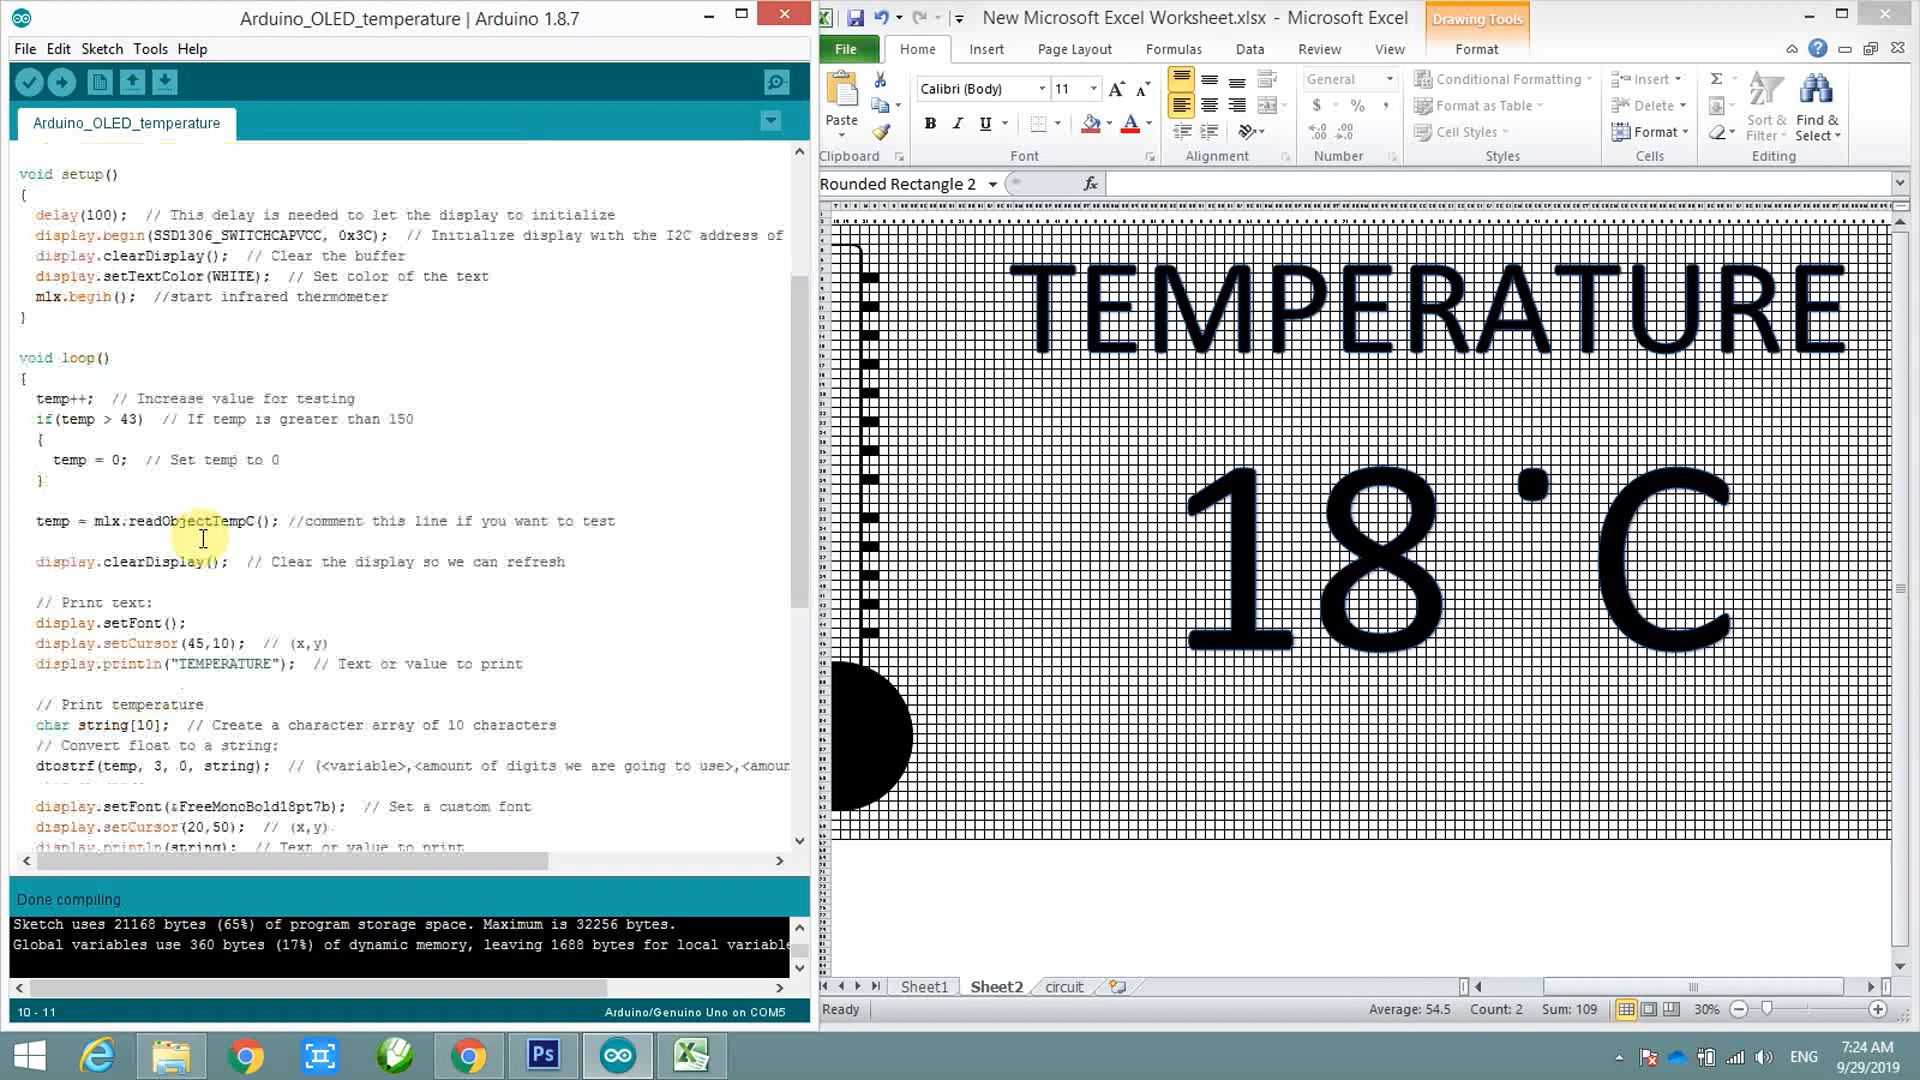 Arduino_OLED_temperature | Arduino 1.8.7
File Edit Sketch Tools Help
Arduino_OLED_temperature
void setup()
{
delay(100); // This delay is needed to let the display to initialize
display.begin(SSD1306_SWITCHCAPVCC, 0x3C); // Initialize display with the I2C address of
display.clearDisplay(); // Clear the buffer
display.setTextColor(WHITE); // Set color of the text
mlx.begin(); //start infrared thermometer
}
void loop()
{
temp++; // Increase value for testing
if(temp > 43) // If temp is greater than 150
{
temp = 0; // Set temp to 0
}
temp = mlx.readObjectTempC(); //comment this line if you want to test
display.clearDisplay(); // Clear the display so we can refresh
// Print text:
display.setFont();
display.setCursor(45,10); // (x,y)
display.println("TEMPERATURE"); // Text or value to print
// Print temperature
char string[10]; // Create a character array of 10 characters
// Convert float to a string:
dtostrf(temp, 3, 0, string); // (<variable>,<amount of digits we are going to use>,<amoun
display.setFont(&FreeMonoBold18pt7b); // Set a custom font
display.setCursor(20,50); // (x,y)
display.println(string); // Text or value to print
Done compiling
Sketch uses 21168 bytes (65%) of program storage space. Maximum is 32256 bytes.
Global variables use 360 bytes (17%) of dynamic memory, leaving 1688 bytes for local variable
10 - 11
Arduino/Genuino Uno on COM5
New Microsoft Excel Worksheet.xlsx - Microsoft Excel
Drawing Tools
File Home Insert Page Layout Formulas Data Review View Format
Paste
Clipboard
Calibri (Body) 11
B I U
Font
Alignment
General
$ % ,
Number
Conditional Formatting
Format as Table
Cell Styles
Styles
Insert
Delete
Format
Cells
Sort & Filter
Find & Select
Editing
Rounded Rectangle 2
fx
TEMPERATURE
18 °C
Sheet1 Sheet2 circuit
Ready
Average: 54.5 Count: 2 Sum: 109
30%
Ps
ENG
7:24 AM
9/29/2019